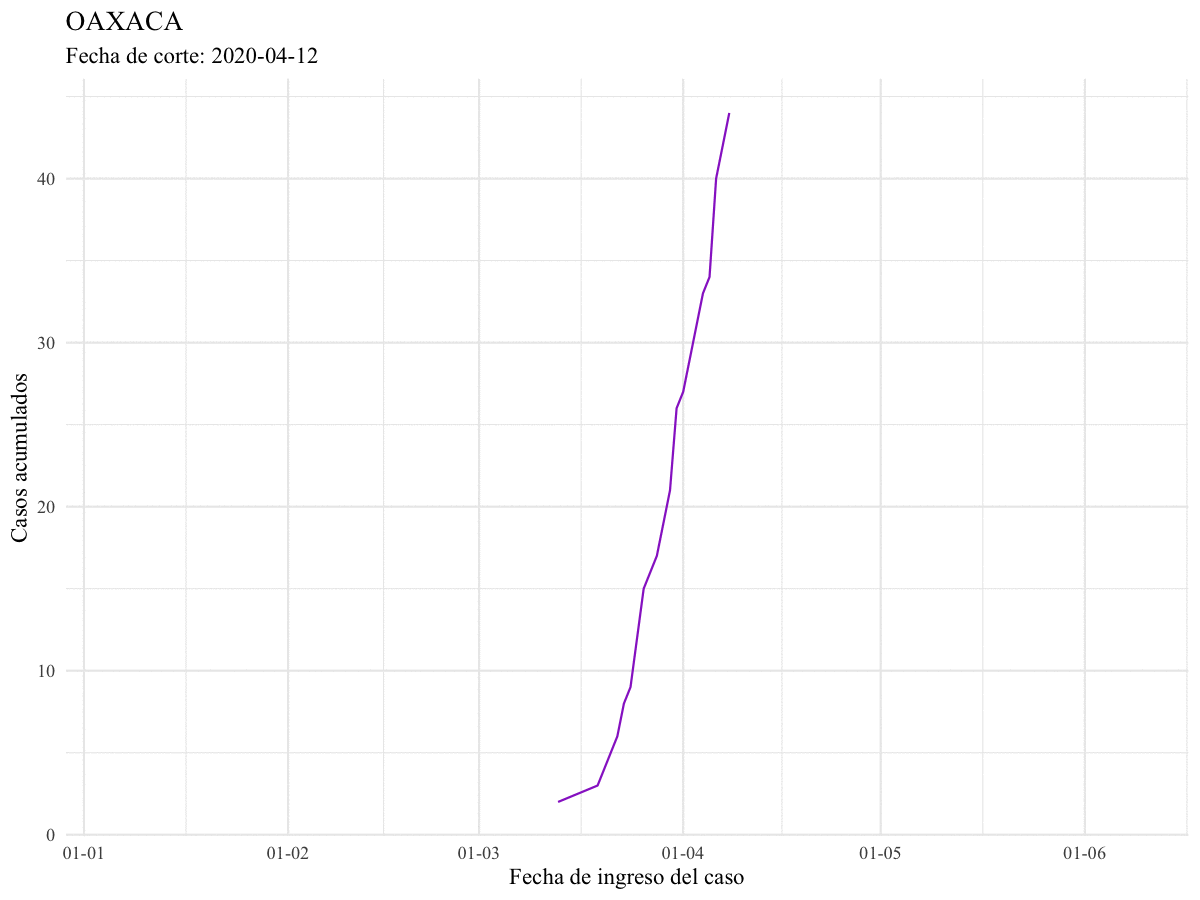 OAXACA
Fecha de corte: 2020-04-12
Casos acumulados
40
30
20
10
0
01-01 01-02 01-03 01-04 01-05 01-06
Fecha de ingreso del caso